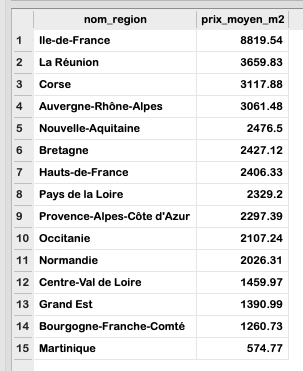 nom_region prix_moyen_m2
1 Ile-de-France 8819.54
2 La Réunion 3659.83
3 Corse 3117.88
4 Auvergne-Rhône-Alpes 3061.48
5 Nouvelle-Aquitaine 2476.5
6 Bretagne 2427.12
7 Hauts-de-France 2406.33
8 Pays de la Loire 2329.2
9 Provence-Alpes-Côte d'Azur 2297.39
10 Occitanie 2107.24
11 Normandie 2026.31
12 Centre-Val de Loire 1459.97
13 Grand Est 1390.99
14 Bourgogne-Franche-Comté 1260.73
15 Martinique 574.77